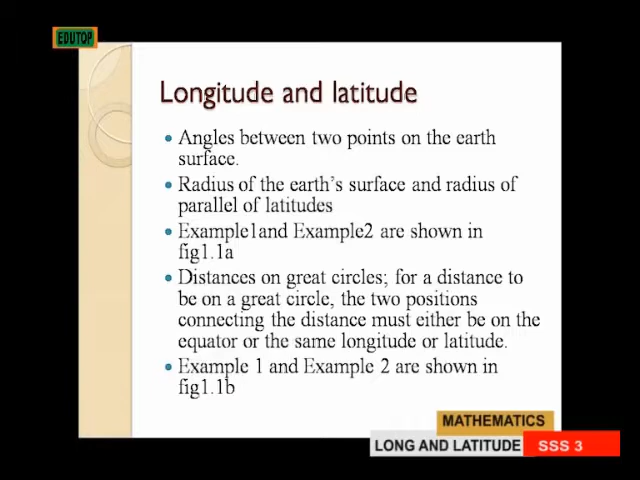 EDUTOP
Longitude and latitude
Angles between two points on the earth
surface.
Radius of the earth's surface and radius of
parallel of latitudes
Example1and Example2 are shown in
fig1.1a
Distances on great circles; for a distance to
be on a great circle, the two positions
connecting the distance must either be on the
equator or the same longitude or latitude.
Example 1 and Example 2 are shown in
fig1.1b
MATHEMATICS
LONG AND LATITUDE SSS 3